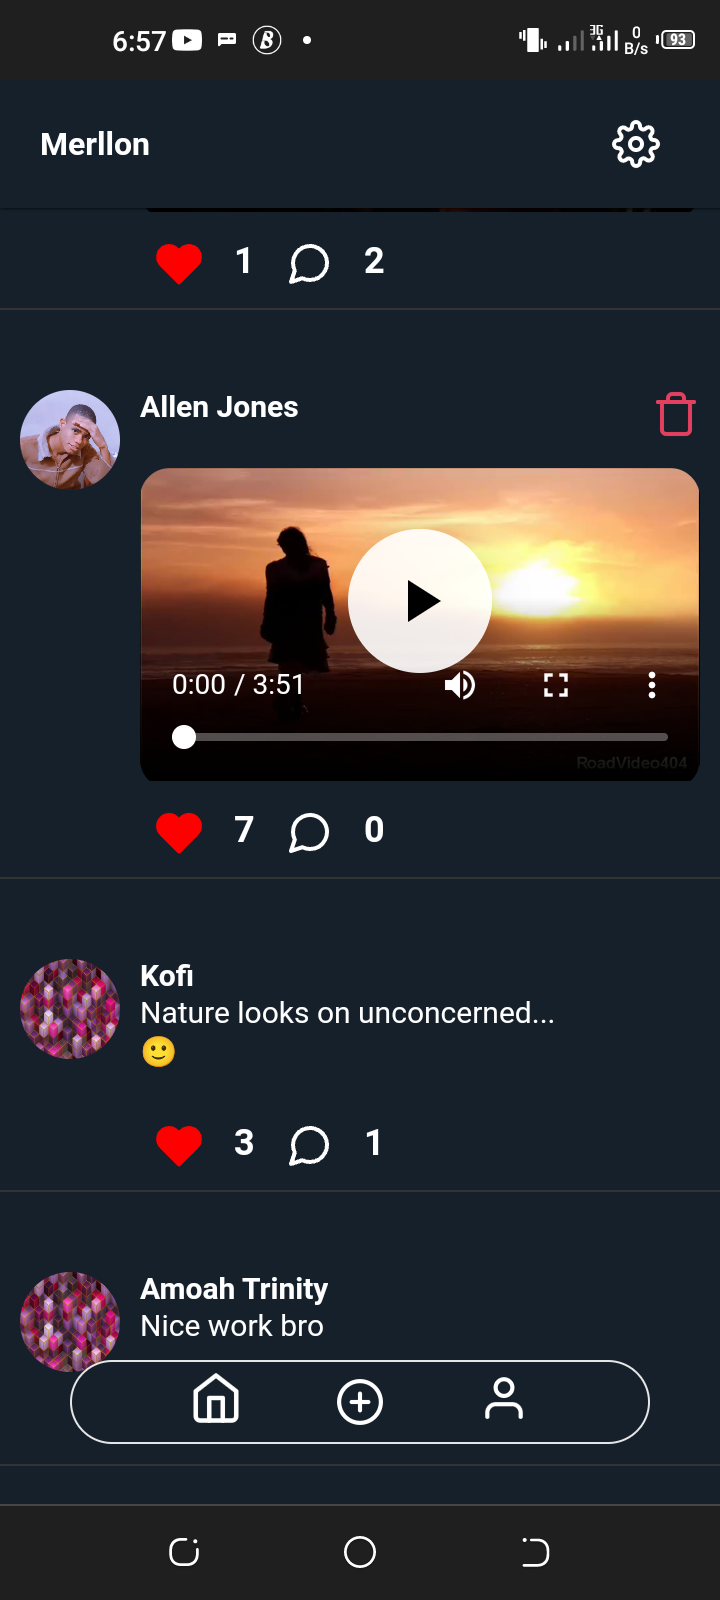 6:57
3G
0
B/s
93
Merllon
1 2
Allen Jones
0:00 / 3:51
RoadVideo404
7 0
Kofi
Nature looks on unconcerned...
🙂
3 1
Amoah Trinity
Nice work bro